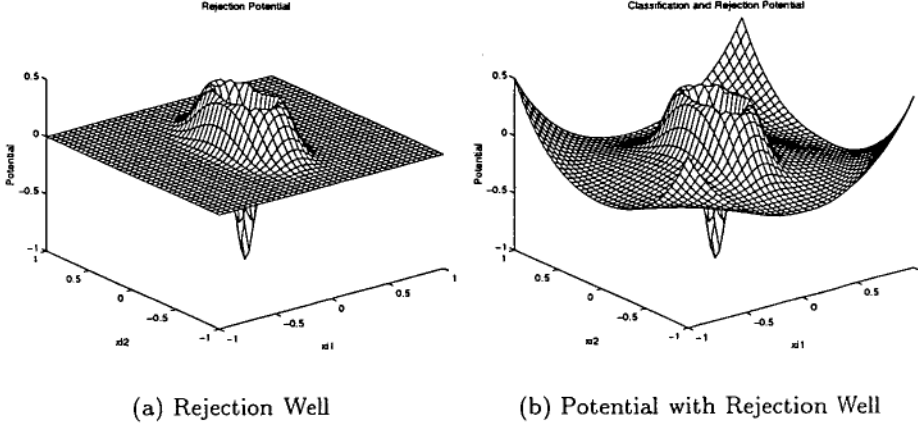 Rejection Potential
0.5
0
−0.5
−1
Potential
1
0.5
0
−0.5
−1
xi2
−1
−0.5
0
0.5
1
xi1
(a) Rejection Well
Classification and Rejection Potential
0.5
0
−0.5
−1
Potential
1
0.5
0
−0.5
−1
xi2
−1
−0.5
0
0.5
xi1
(b) Potential with Rejection Well